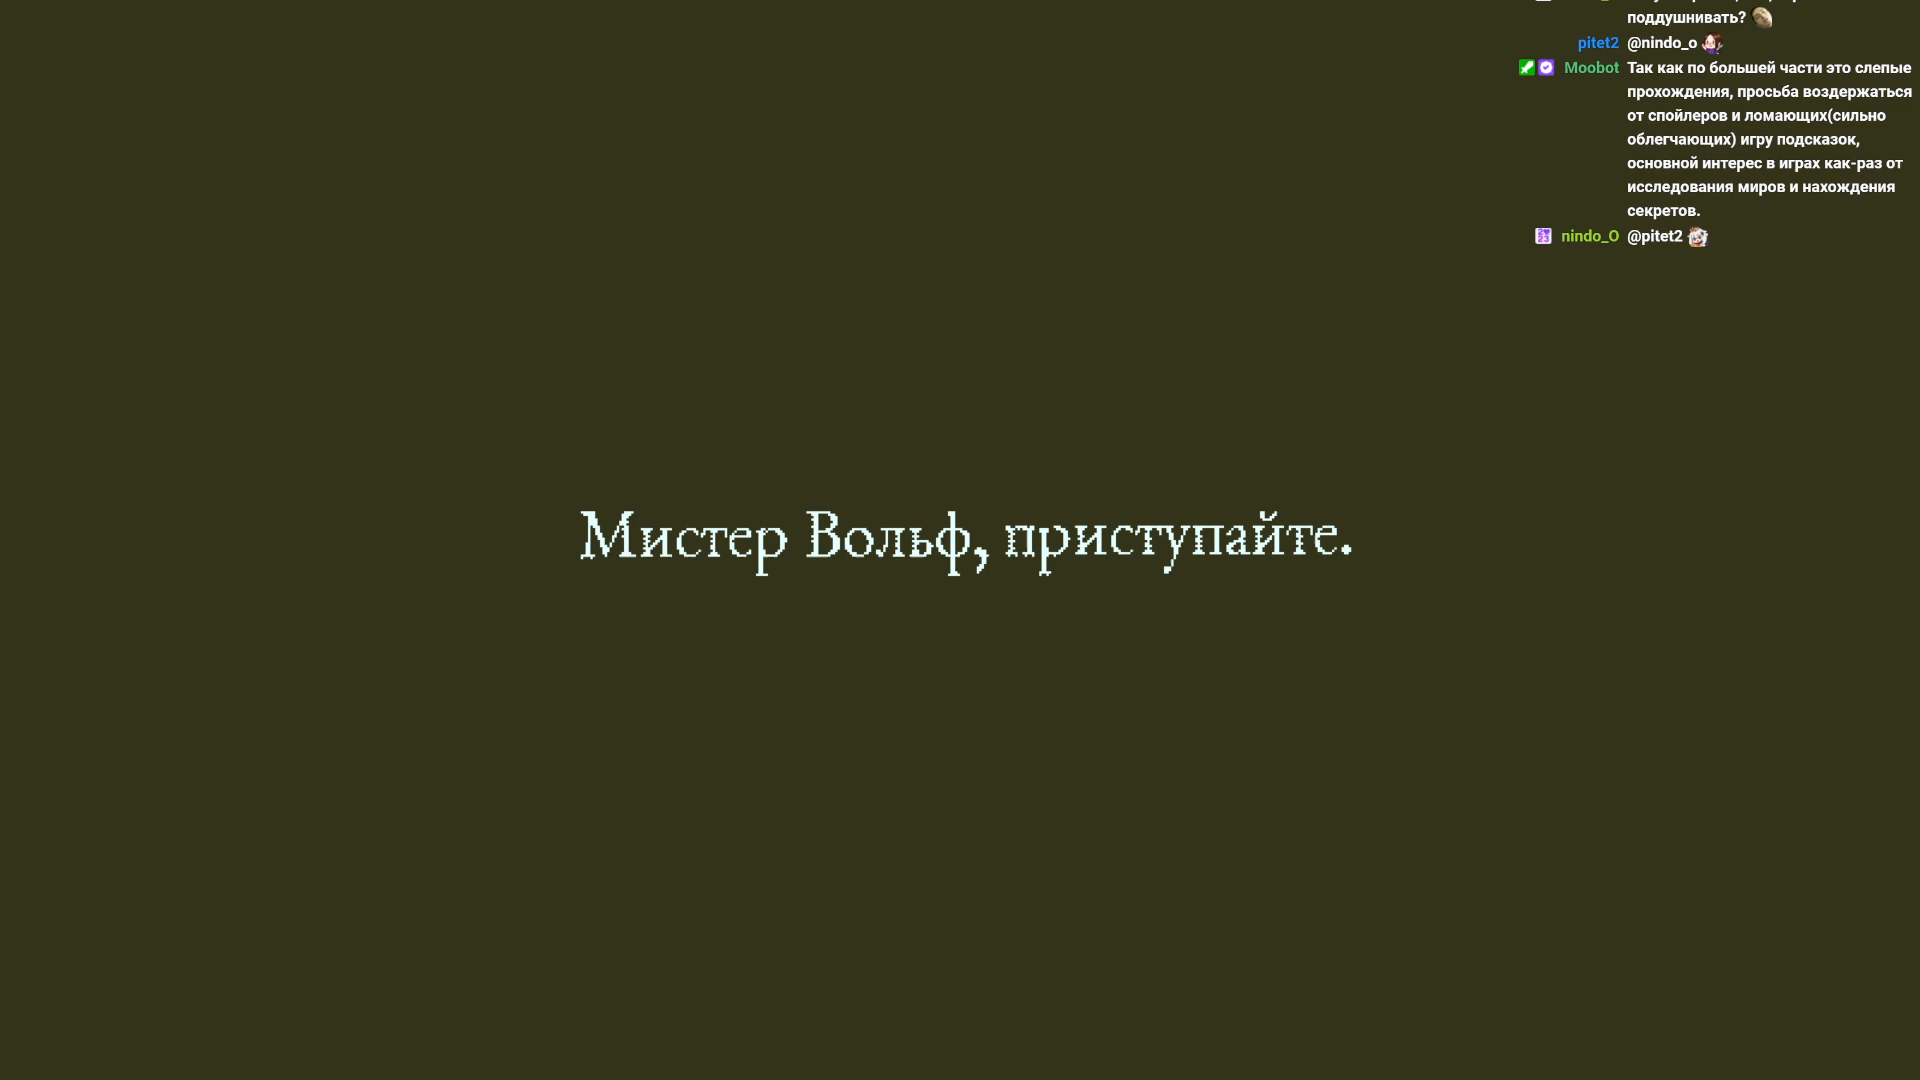 поддушнивать?
pitet2 @nindo_o
Moobot Так как по большей части это слепые
прохождения, просьба воздержаться
от спойлеров и ломающих(сильно
облегчающих) игру подсказок,
основной интерес в играх как-раз от
исследования миров и нахождения
секретов.
nindo_O @pitet2
Мистер Вольф, приступайте.